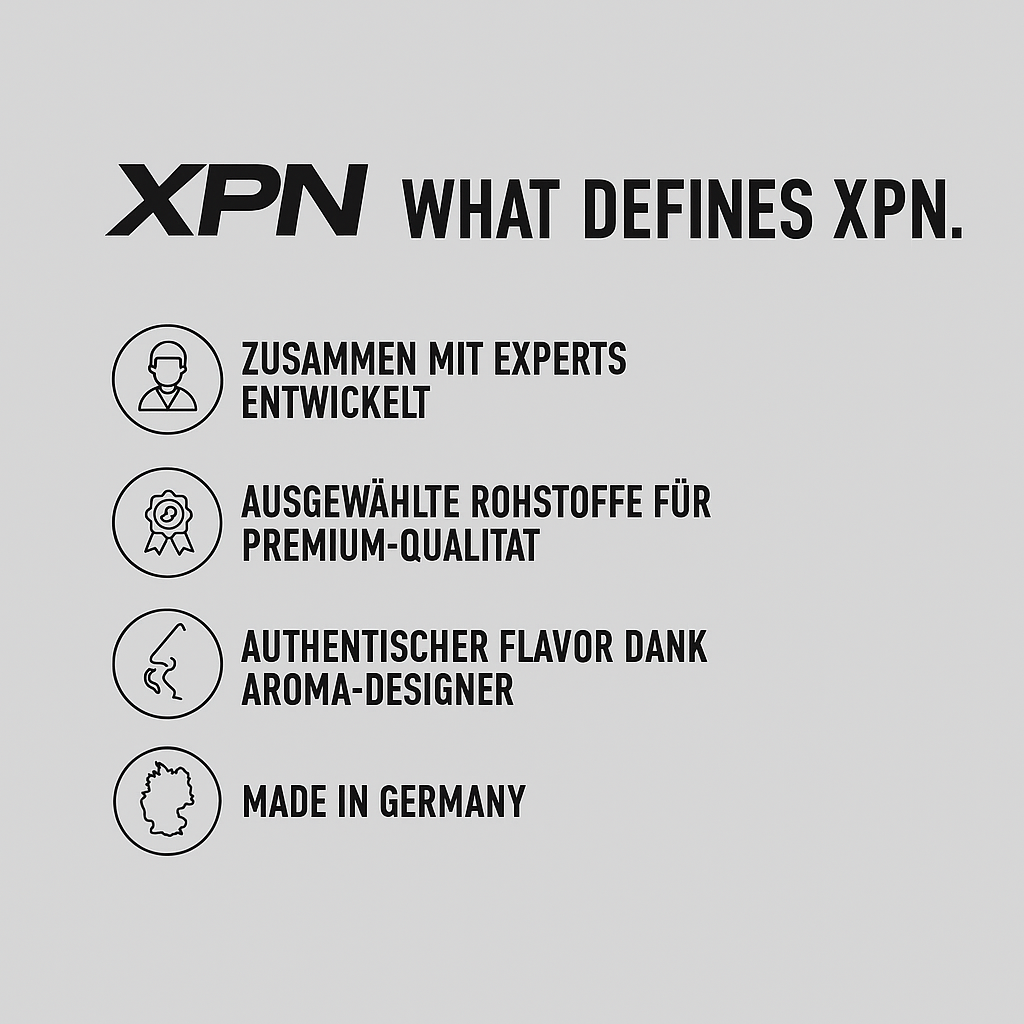 XPN WHAT DEFINES XPN.
ZUSAMMEN MIT EXPERTS
ENTWICKELT
AUSGEWÄHLTE ROHSTOFFE FÜR
PREMIUM-QUALITAT
AUTHENTISCHER FLAVOR DANK
AROMA-DESIGNER
MADE IN GERMANY